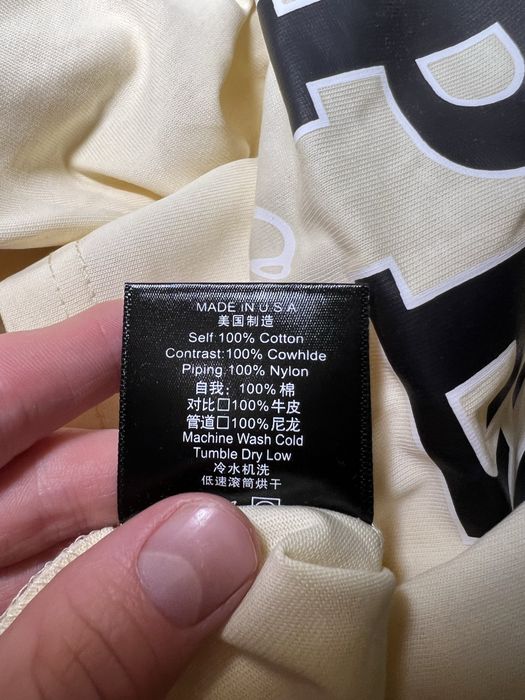 MADE IN U.S.A
美国制造
Self:100% Cotton
Contrast:100% Cowhlde
Piping:100% Nylon
自我：100% 棉
对比□100%牛皮
管道□100%尼龙
Machine Wash Cold
Tumble Dry Low
冷水机洗
低速滚筒烘干